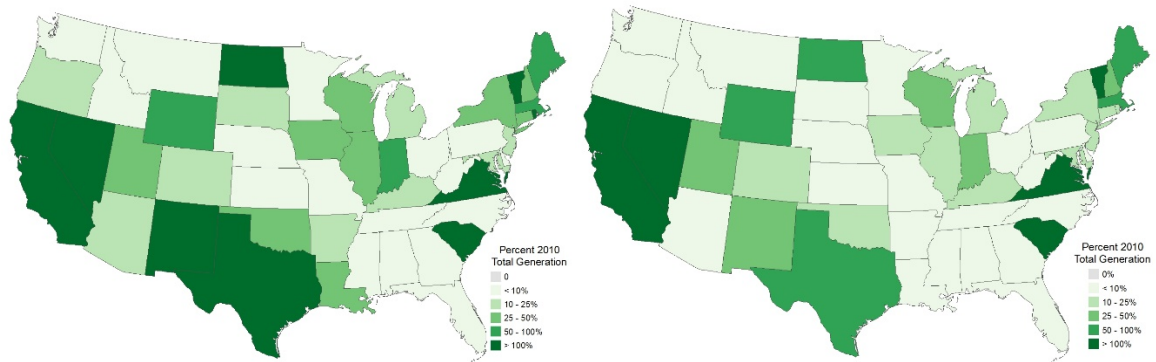 Percent 2010
Total Generation
0
< 10%
10 - 25%
25 - 50%
50 - 100%
> 100%
Percent 2010
Total Generation
0%
< 10%
10 - 25%
25 - 50%
50 - 100%
> 100%